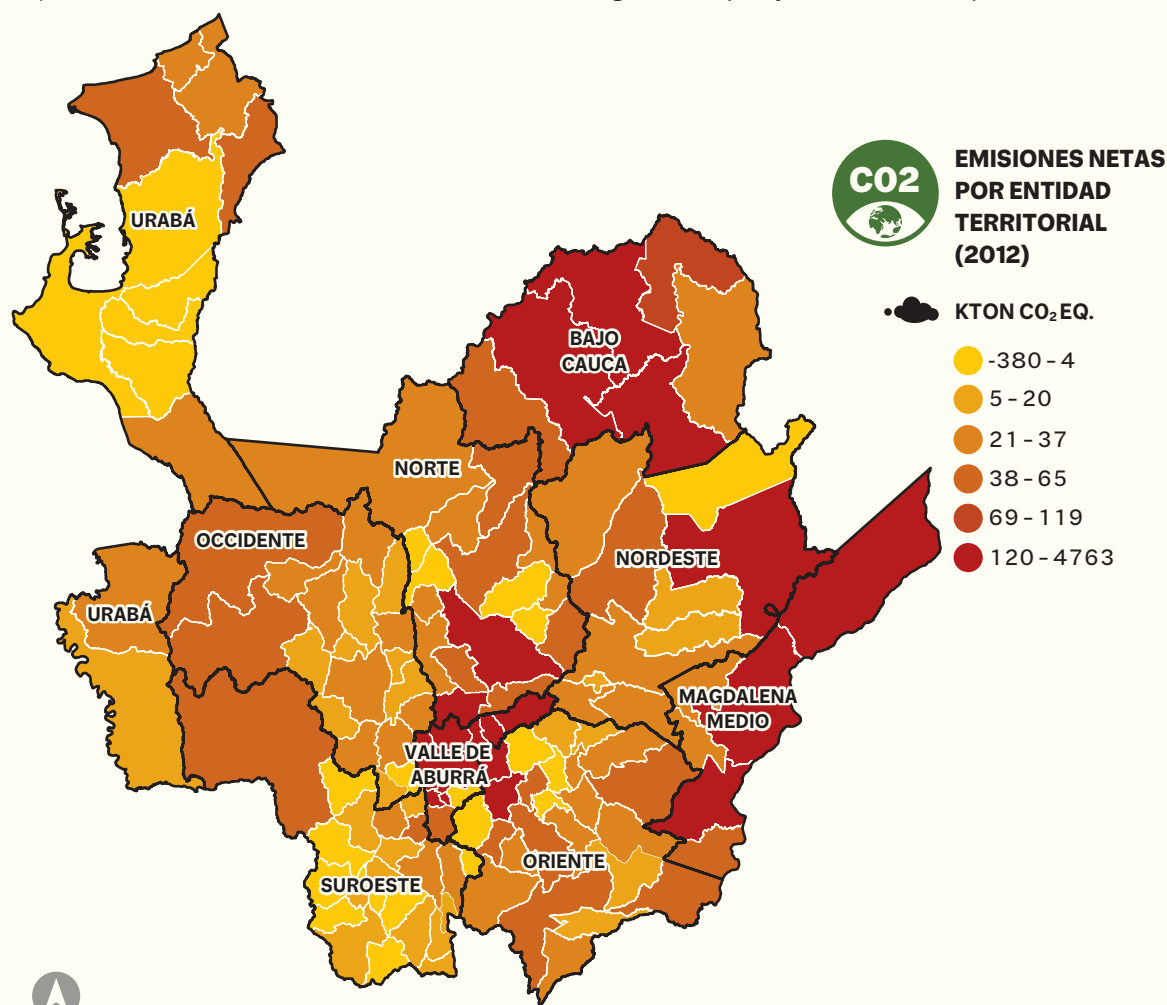 CO2
EMISIONES NETAS
POR ENTIDAD
TERRITORIAL
(2012)
KTON CO₂ EQ.
-380 - 4
5 - 20
21 - 37
38 - 65
69 - 119
120 - 4763
URABÁ
BAJO
CAUCA
NORTE
OCCIDENTE
NORDESTE
URABÁ
MAGDALENA
MEDIO
VALLE DE
ABURRÁ
ORIENTE
SUROESTE